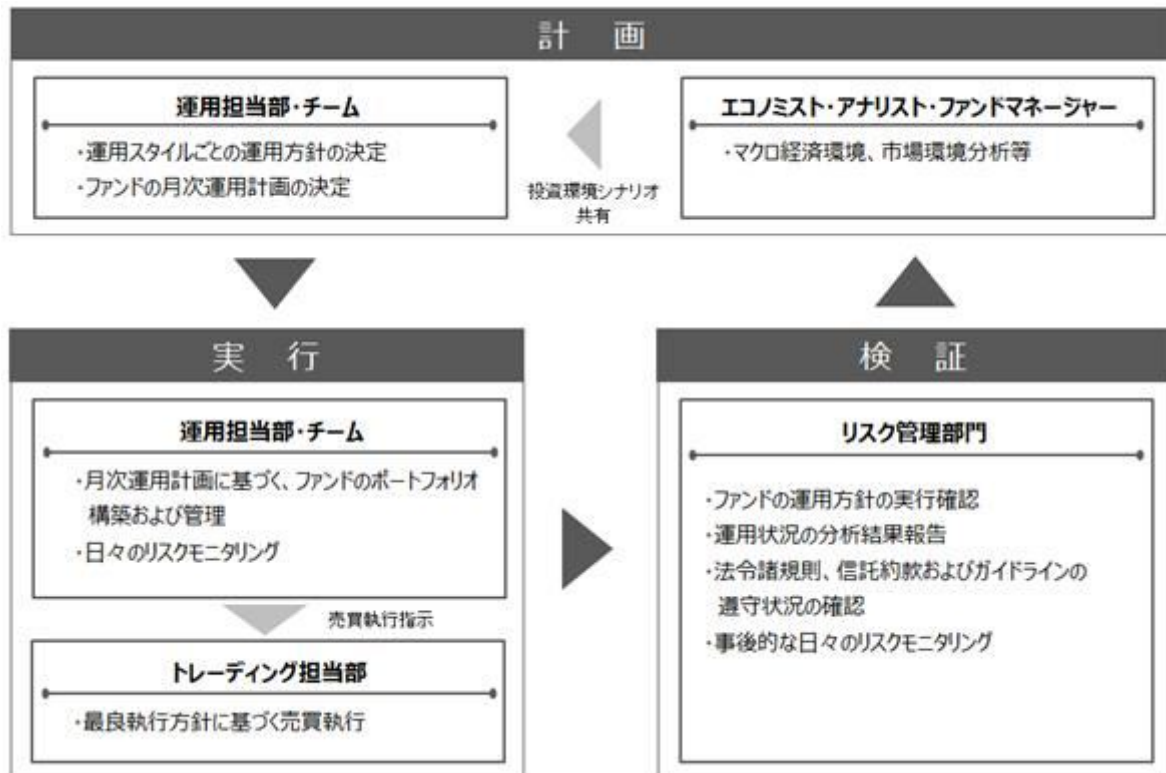 計 画
運用担当部・チーム
・運用スタイルごとの運用方針の決定
・ファンドの月次運用計画の決定
投資環境シナリオ
共有
エコノミスト・アナリスト・ファンドマネージャー
・マクロ経済環境、市場環境分析等
実 行
運用担当部・チーム
・月次運用計画に基づく、ファンドのポートフォリオ
構築および管理
・日々のリスクモニタリング
売買執行指示
トレーディング担当部
・最良執行方針に基づく売買執行
検 証
リスク管理部門
・ファンドの運用方針の実行確認
・運用状況の分析結果報告
・法令諸規則、信託約款およびガイドラインの
遵守状況の確認
・事後的な日々のリスクモニタリング